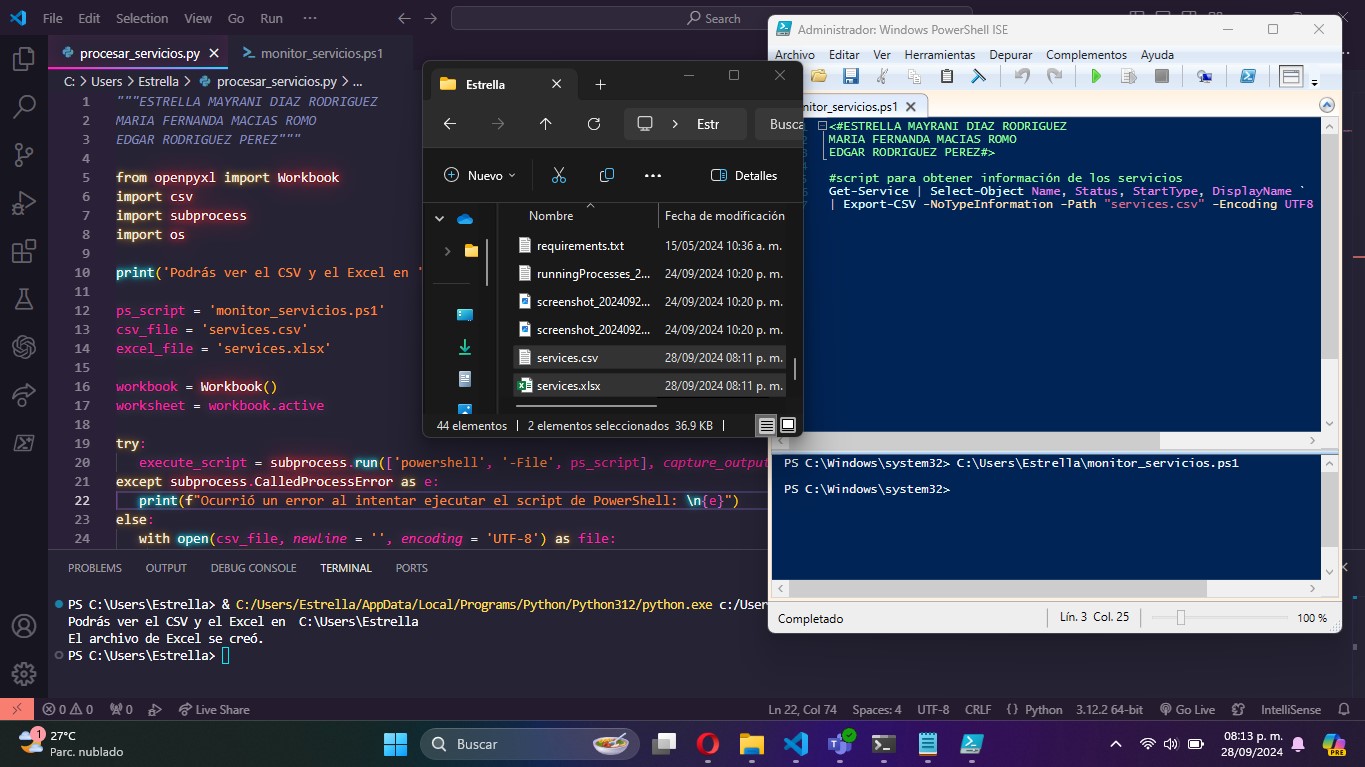 File Edit Selection View Go Run ···
Search
procesar_servicios.py
monitor_servicios.ps1
C: > Users > Estrella > procesar_servicios.py > ...
1 """ESTRELLA MAYRANI DIAZ RODRIGUEZ
2 MARIA FERNANDA MACIAS ROMO
3 EDGAR RODRIGUEZ PEREZ"""
4
5 from openpyxl import Workbook
6 import csv
7 import subprocess
8 import os
9
10 print('Podrás ver el CSV y el Excel en '
11
12 ps_script = 'monitor_servicios.ps1'
13 csv_file = 'services.csv'
14 excel_file = 'services.xlsx'
15
16 workbook = Workbook()
17 worksheet = workbook.active
18
19 try:
20 execute_script = subprocess.run(['powershell', '-File', ps_script], capture_output
21 except subprocess.CalledProcessError as e:
22 print(f"Ocurrió un error al intentar ejecutar el script de PowerShell: \n{e}")
23 else:
24 with open(csv_file, newline = '', encoding = 'UTF-8') as file:
PROBLEMS OUTPUT DEBUG CONSOLE TERMINAL PORTS
PS C:\Users\Estrella> & C:/Users/Estrella/AppData/Local/Programs/Python/Python312/python.exe c:/User
Podrás ver el CSV y el Excel en  C:\Users\Estrella
El archivo de Excel se creó.
PS C:\Users\Estrella>
0 0 0 Live Share
Ln 22, Col 74 Spaces: 4 UTF-8 CRLF {} Python 3.12.2 64-bit Go Live IntelliSense
Estrella
Estr
Busca
Nuevo
Detalles
Nombre Fecha de modificación
requirements.txt 15/05/2024 10:36 a. m.
runningProcesses_2... 24/09/2024 10:20 p. m.
screenshot_2024092... 24/09/2024 10:20 p. m.
screenshot_2024092... 24/09/2024 10:20 p. m.
services.csv 28/09/2024 08:11 p. m.
services.xlsx 28/09/2024 08:11 p. m.
44 elementos | 2 elementos seleccionados 36.9 KB |
Administrador: Windows PowerShell ISE
Archivo Editar Ver Herramientas Depurar Complementos Ayuda
nitor_servicios.ps1
<#ESTRELLA MAYRANI DIAZ RODRIGUEZ
MARIA FERNANDA MACIAS ROMO
EDGAR RODRIGUEZ PEREZ#>
#script para obtener información de los servicios
Get-Service | Select-Object Name, Status, StartType, DisplayName `
| Export-CSV -NoTypeInformation -Path "services.csv" -Encoding UTF8
PS C:\Windows\system32> C:\Users\Estrella\monitor_servicios.ps1
PS C:\Windows\system32>
Completado
Lín. 3 Col. 25
100 %
1
27°C
Parc. nublado
Buscar
08:13 p. m.
28/09/2024
PRE